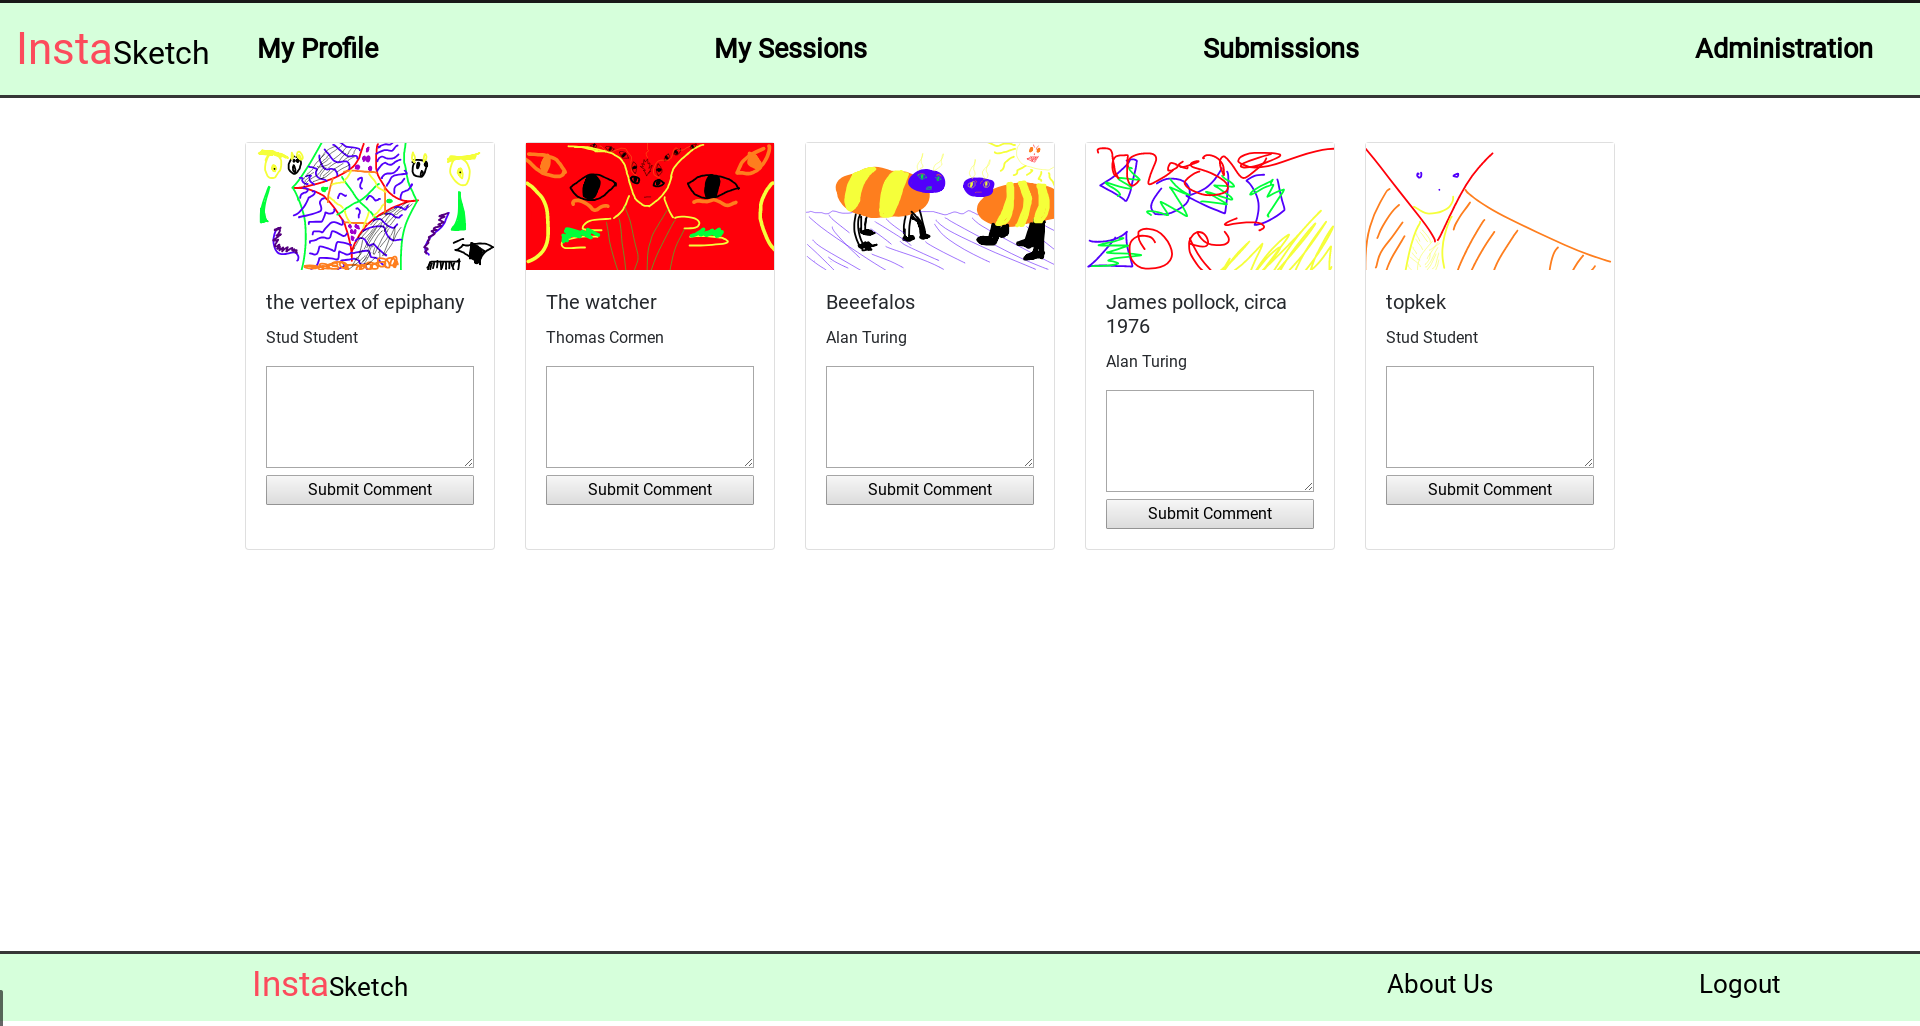 InstaSketch My Profile My Sessions Submissions Administration
the vertex of epiphany
Stud Student
Submit Comment
The watcher
Thomas Cormen
Submit Comment
Beeefalos
Alan Turing
Submit Comment
James pollock, circa
1976
Alan Turing
Submit Comment
topkek
Stud Student
Submit Comment
InstaSketch About Us Logout